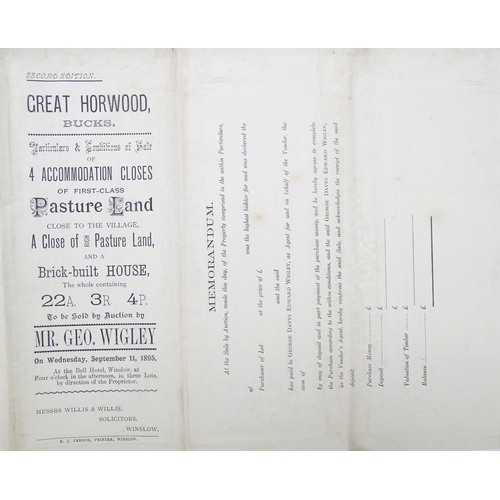 SECOND EDITION.
GREAT HORWOOD,
BUCKS.
Particulars & Conditions of Sale
OF
4 ACCOMMODATION CLOSES
OF FIRST-CLASS
Pasture Land
CLOSE TO THE VILLAGE,
A Close of Pasture Land,
AND A
Brick-built HOUSE,
The whole containing
22A. 3R 4P.
To be Sold by Auction by
MR. GEO. WIGLEY
On Wednesday, September 11, 1895,
At the Bell Hotel, Winslow, at
Four o'clock in the afternoon, in three Lots,
by direction of the Proprietor.
MESSRS WILLIS & WILLIS,
SOLICITORS,
WINSLOW.
E. J. FRENCH, PRINTER, WINSLOW.
MEMORANDUM.
At the Sale by Auction, made this day, of the Property comprised in the within Particulars,
of was the highest bidder for and was declared the
Purchaser of Lot at the price of £ and the said
has paid to GEORGE DAVYS EDWARD WIGLEY, as Agent for and on behalf of the Vendor, the
sum of
by way of deposit and in part payment of the purchase money, and he hereby agrees to complete
the Purchase according to the within conditions, and the said GEORGE DAVYS EDWARD WIGLEY,
as the Vendor's Agent, hereby confirms the said Sale, and acknowledges the receipt of the said
deposit.
Purchase Money ........ £
Deposit ........ £
£
Valuation of Timber ........ £
Balance ........ £